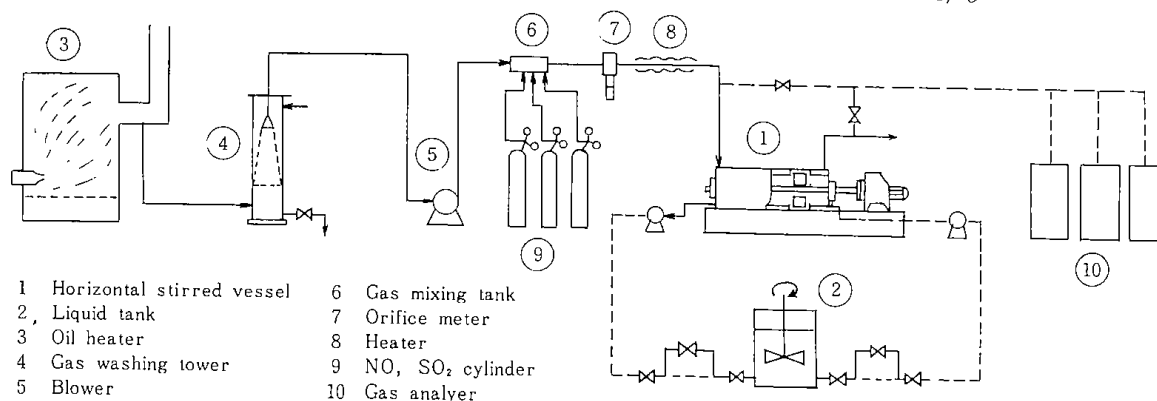 3
6
7
8
4
5
1
9
10
2
1 Horizontal stirred vessel
2, Liquid tank
3 Oil heater
4 Gas washing tower
5 Blower
6 Gas mixing tank
7 Orifice meter
8 Heater
9 NO, SO₂ cylinder
10 Gas analyer